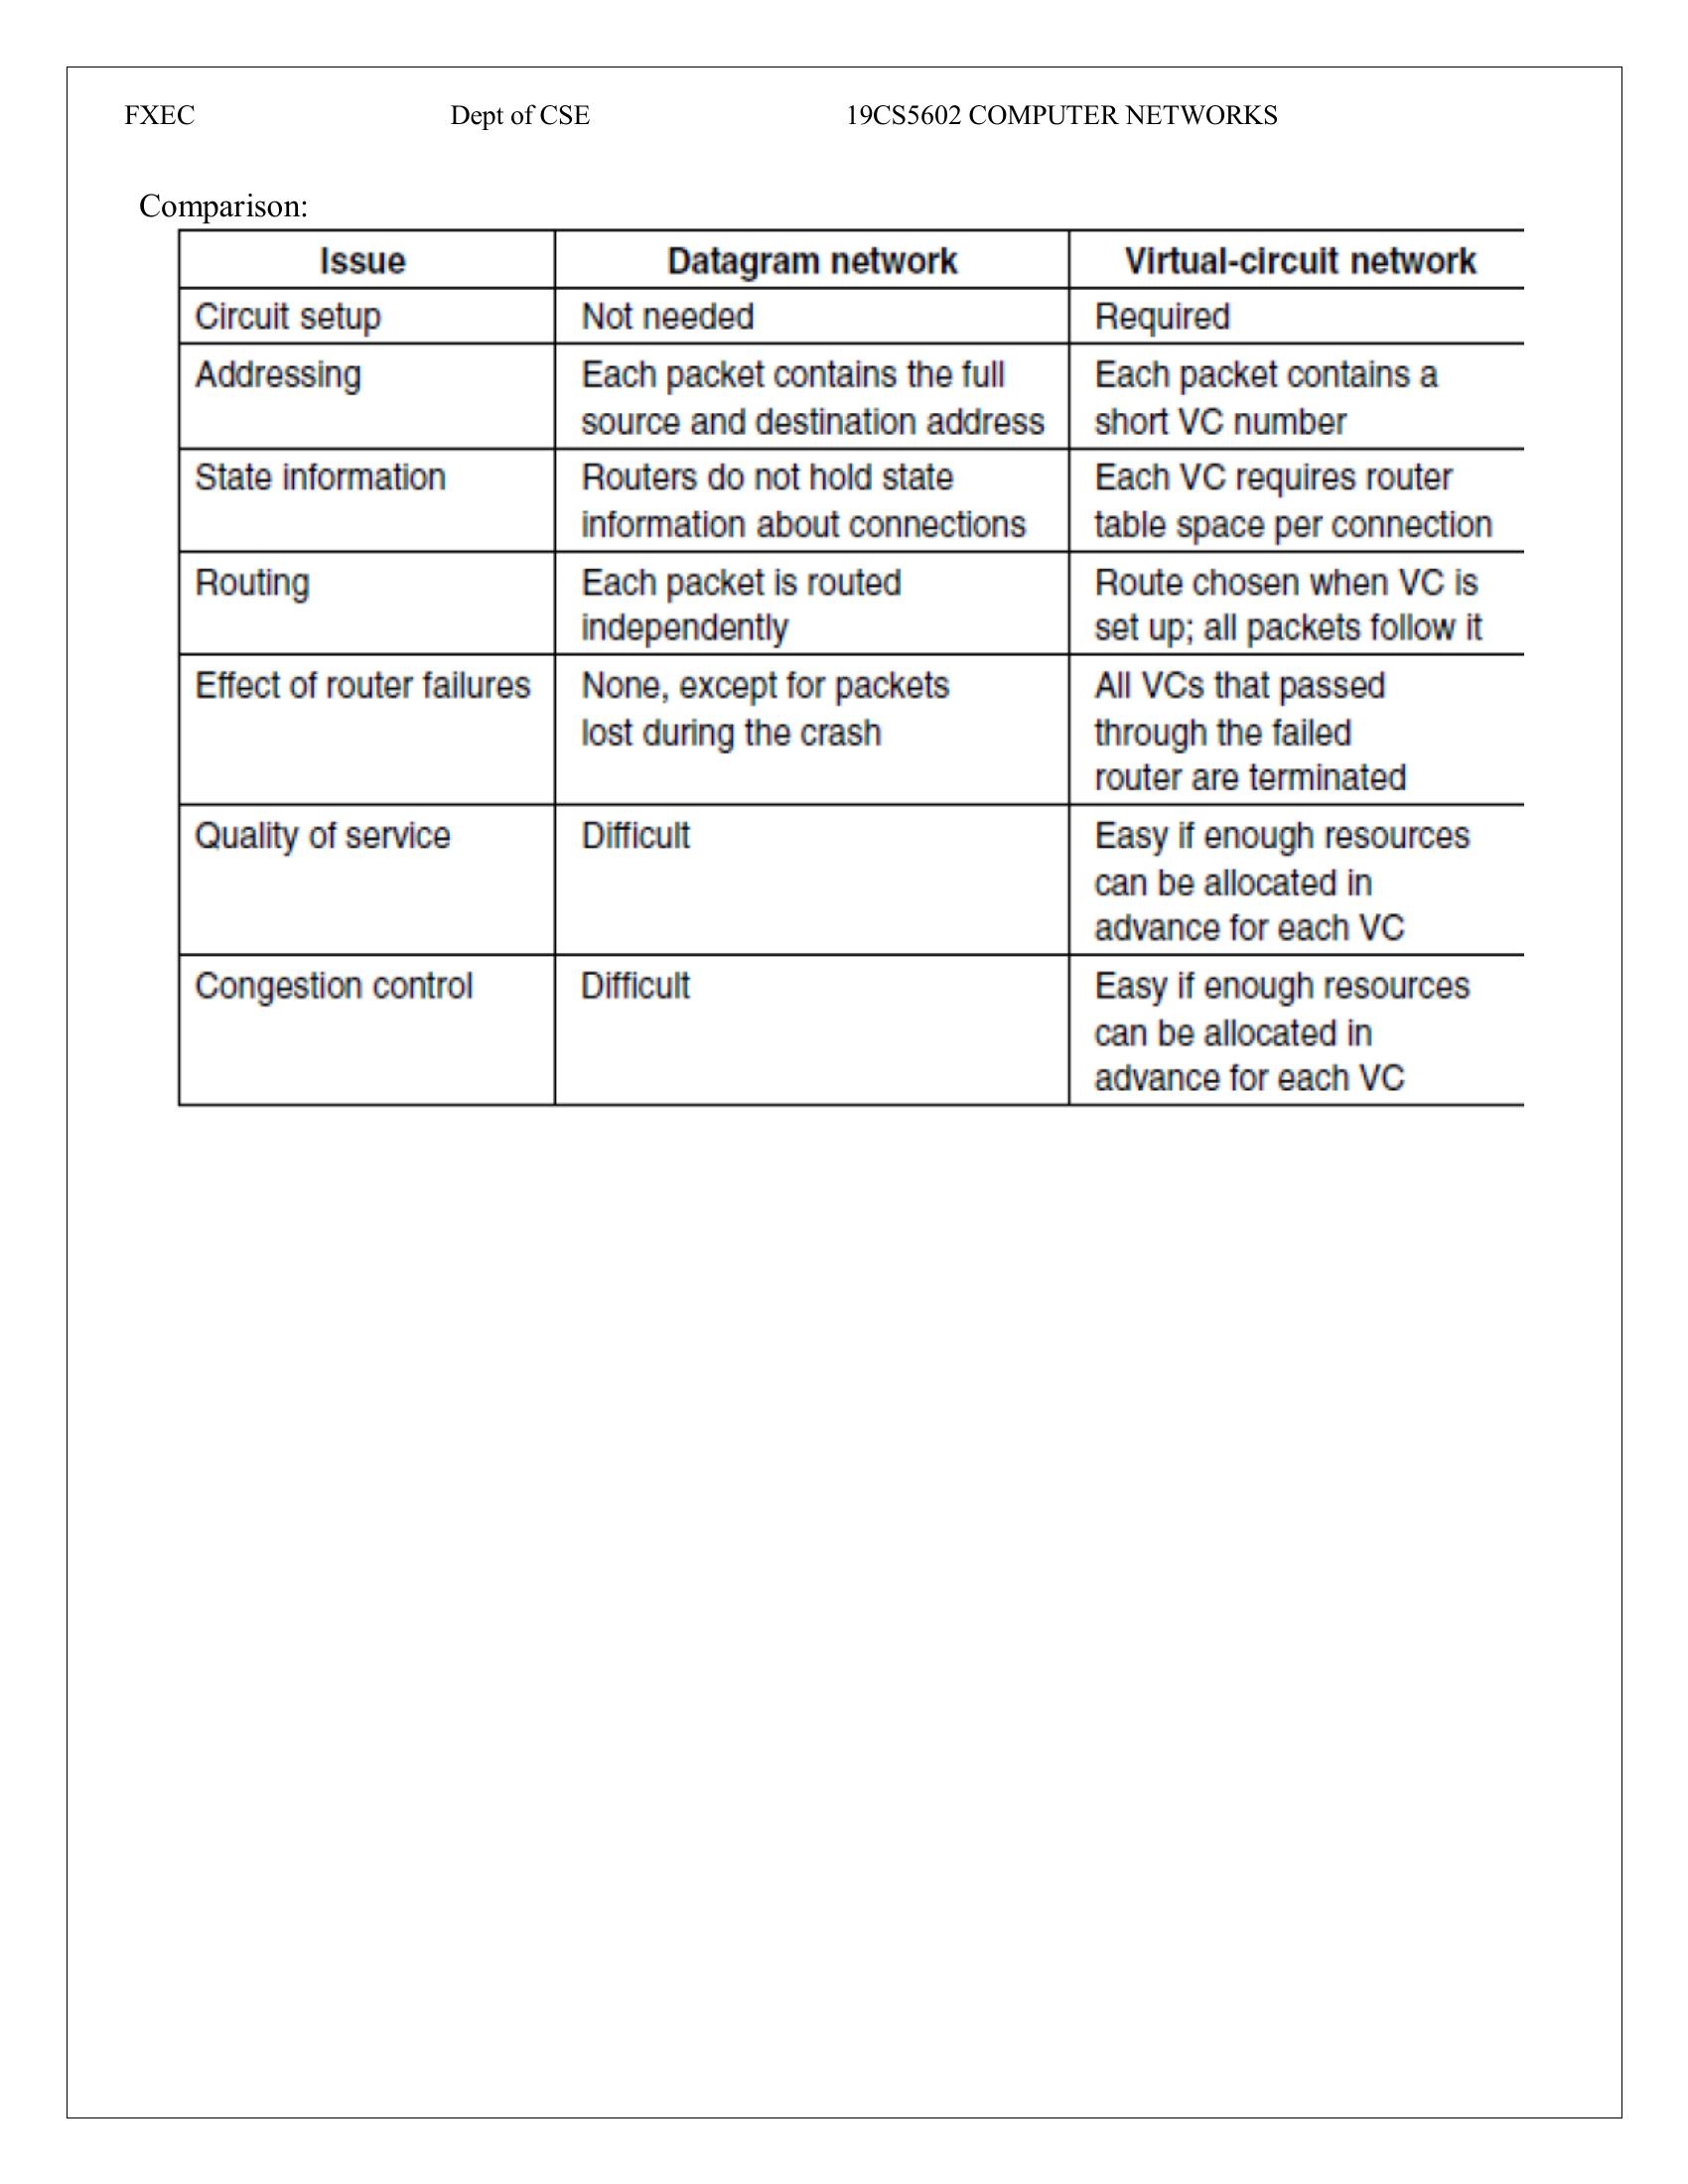 FXEC Dept of CSE 19CS5602 COMPUTER NETWORKS
Comparison:
Issue Datagram network Virtual-circuit network
Circuit setup Not needed Required
Addressing Each packet contains the full Each packet contains a
source and destination address short VC number
State information Routers do not hold state Each VC requires router
information about connections table space per connection
Routing Each packet is routed Route chosen when VC is
independently set up; all packets follow it
Effect of router failures None, except for packets All VCs that passed
lost during the crash through the failed
router are terminated
Quality of service Difficult Easy if enough resources
can be allocated in
advance for each VC
Congestion control Difficult Easy if enough resources
can be allocated in
advance for each VC